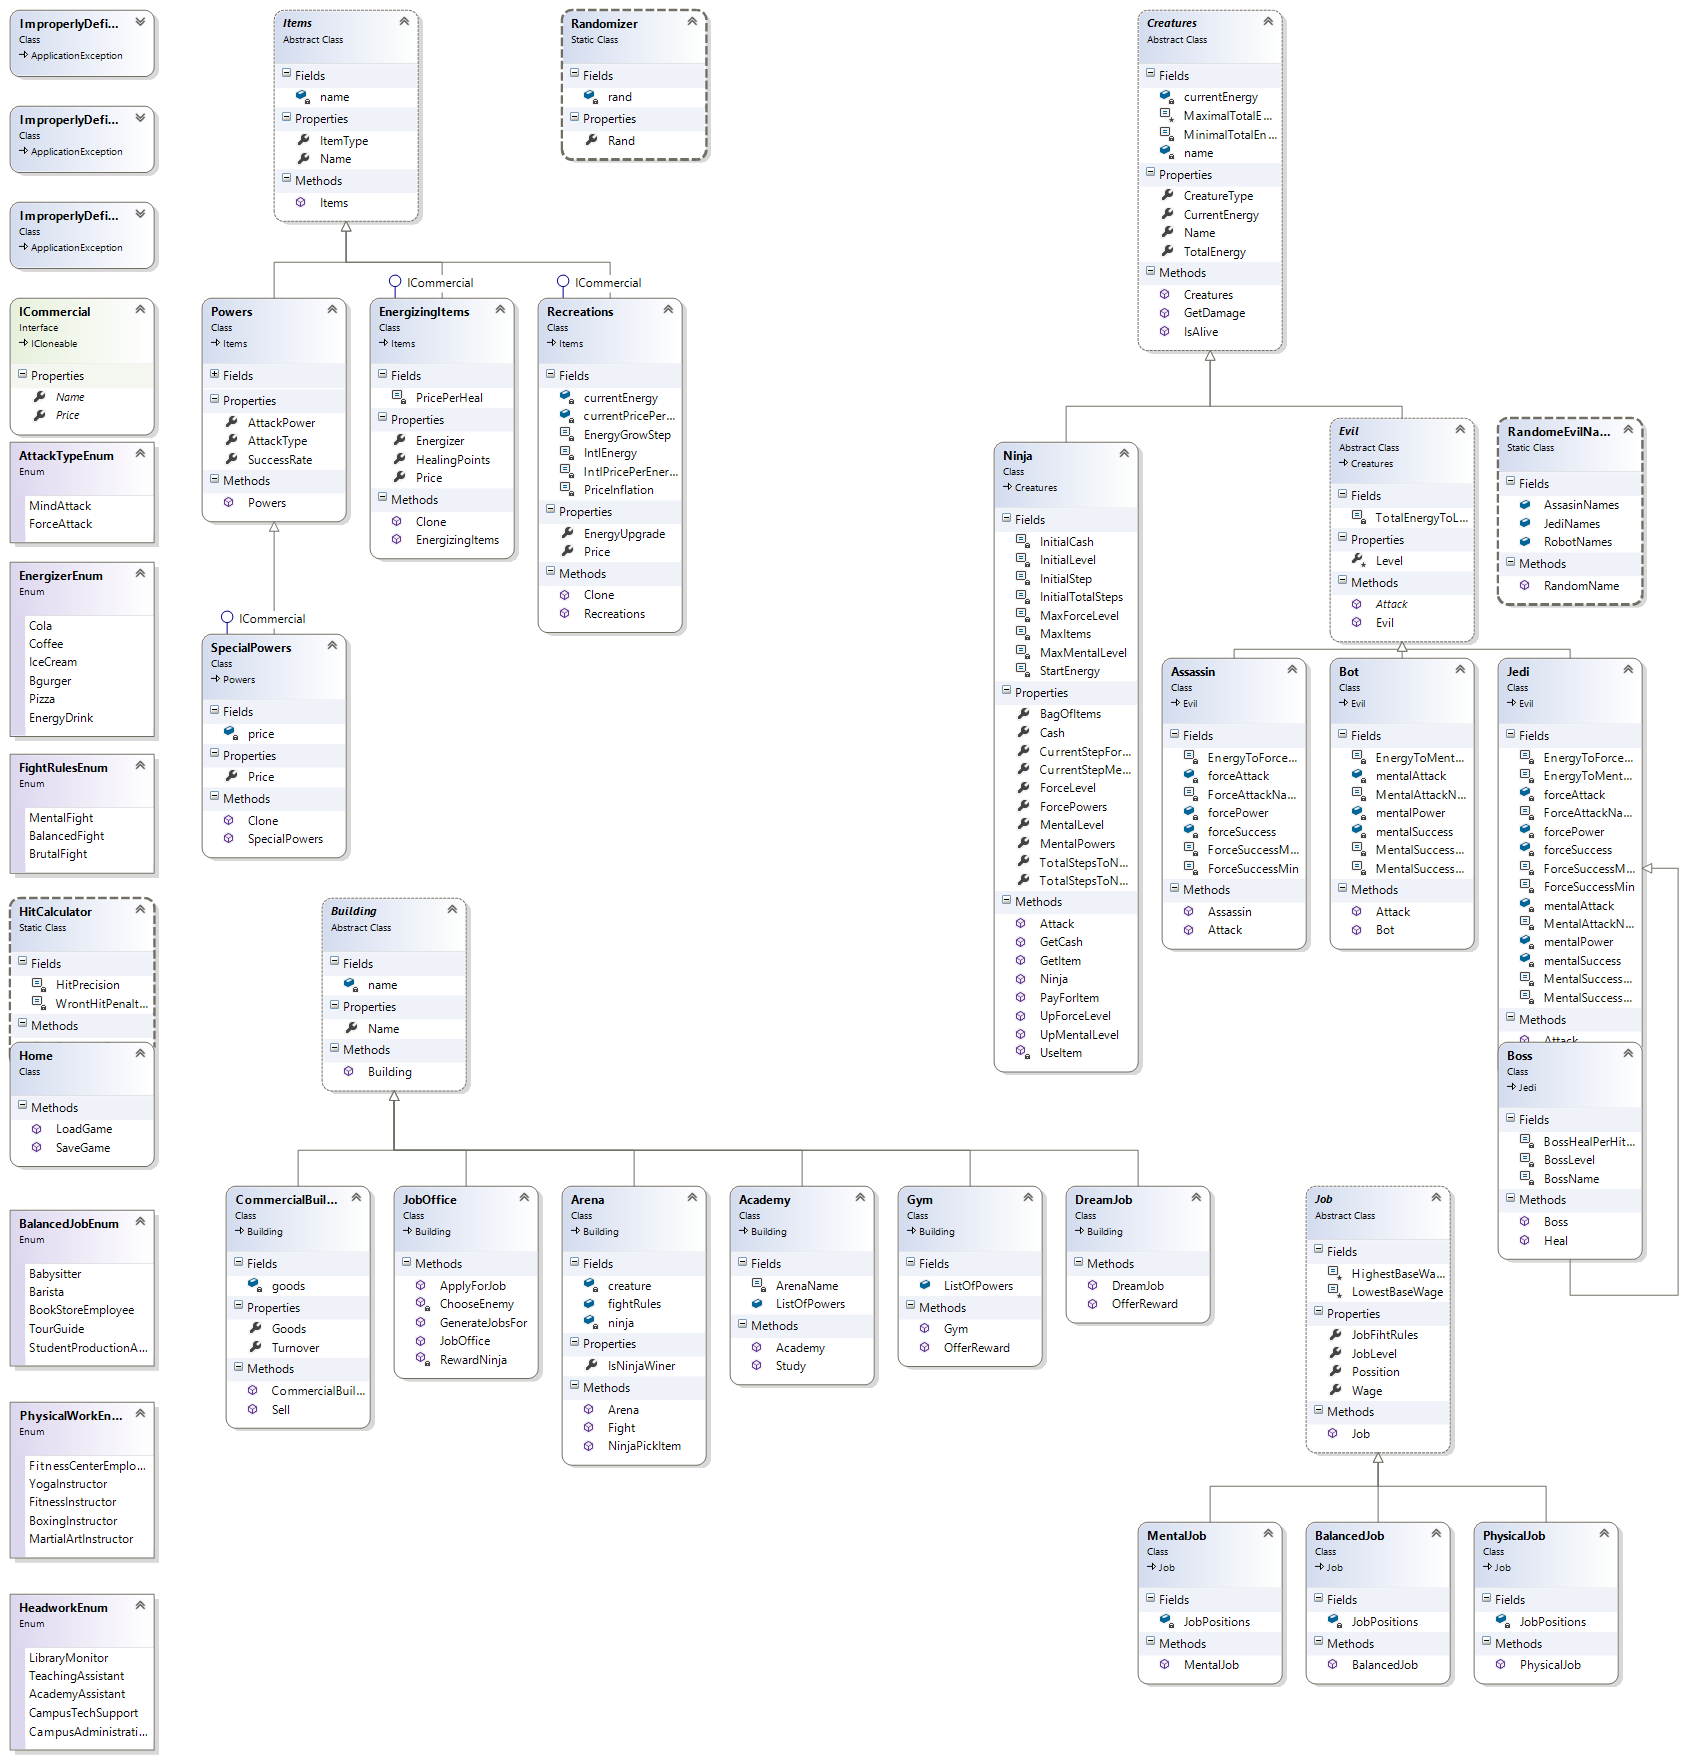 ImproperlyDefi...
Class
ApplicationException
ImproperlyDefi...
Class
ApplicationException
ImproperlyDefi...
Class
ApplicationException
ICommercial
Interface
ICloneable
Properties
Name
Price
AttackTypeEnum
Enum
MindAttack
ForceAttack
EnergizerEnum
Enum
Cola
Coffee
IceCream
Bgurger
Pizza
EnergyDrink
FightRulesEnum
Enum
MentalFight
BalancedFight
BrutalFight
HitCalculator
Static Class
Fields
HitPrecision
WrontHitPenalt...
Methods
Home
Class
Methods
LoadGame
SaveGame
BalancedJobEnum
Enum
Babysitter
Barista
BookStoreEmployee
TourGuide
StudentProductionA...
PhysicalWorkEn...
Enum
FitnessCenterEmplo...
YogaInstructor
FitnessInstructor
BoxingInstructor
MartialArtInstructor
HeadworkEnum
Enum
LibraryMonitor
TeachingAssistant
AcademyAssistant
CampusTechSupport
CampusAdministrati...
Items
Abstract Class
Fields
name
Properties
ItemType
Name
Methods
Items
Randomizer
Static Class
Fields
rand
Properties
Rand
Powers
Class
Items
Fields
Properties
AttackPower
AttackType
SuccessRate
Methods
Powers
ICommercial
EnergizingItems
Class
Items
Fields
PricePerHeal
Properties
Energizer
HealingPoints
Price
Methods
Clone
EnergizingItems
ICommercial
Recreations
Class
Items
Fields
currentEnergy
currentPricePer...
EnergyGrowStep
IntlEnergy
IntlPricePerEner...
PriceInflation
Properties
EnergyUpgrade
Price
Methods
Clone
Recreations
ICommercial
SpecialPowers
Class
Powers
Fields
price
Properties
Price
Methods
Clone
SpecialPowers
Building
Abstract Class
Fields
name
Properties
Name
Methods
Building
CommercialBuil...
Class
Building
Fields
goods
Properties
Goods
Turnover
Methods
CommercialBuil...
Sell
JobOffice
Class
Building
Methods
ApplyForJob
ChooseEnemy
GenerateJobsFor
JobOffice
RewardNinja
Arena
Class
Building
Fields
creature
fightRules
ninja
Properties
IsNinjaWiner
Methods
Arena
Fight
NinjaPickItem
Academy
Class
Building
Fields
ArenaName
ListOfPowers
Methods
Academy
Study
Gym
Class
Building
Fields
ListOfPowers
Methods
Gym
OfferReward
DreamJob
Class
Building
Methods
DreamJob
OfferReward
Creatures
Abstract Class
Fields
currentEnergy
MaximalTotalE...
MinimalTotalEn...
name
Properties
CreatureType
CurrentEnergy
Name
TotalEnergy
Methods
Creatures
GetDamage
IsAlive
Ninja
Class
Creatures
Fields
InitialCash
InitialLevel
InitialStep
InitialTotalSteps
MaxForceLevel
MaxItems
MaxMentalLevel
StartEnergy
Properties
BagOfItems
Cash
CurrentStepFor...
CurrentStepMe...
ForceLevel
ForcePowers
MentalLevel
MentalPowers
TotalStepsToN...
TotalStepsToN...
Methods
Attack
GetCash
GetItem
Ninja
PayForItem
UpForceLevel
UpMentalLevel
UseItem
Evil
Abstract Class
Creatures
Fields
TotalEnergyToL...
Properties
Level
Methods
Attack
Evil
RandomeEvilNa...
Static Class
Fields
AssasinNames
JediNames
RobotNames
Methods
RandomName
Assassin
Class
Evil
Fields
EnergyToForce...
forceAttack
ForceAttackNa...
forcePower
forceSuccess
ForceSuccessM...
ForceSuccessMin
Methods
Assassin
Attack
Bot
Class
Evil
Fields
EnergyToMent...
mentalAttack
MentalAttackN...
mentalPower
mentalSuccess
MentalSuccess...
MentalSuccess...
Methods
Attack
Bot
Jedi
Class
Evil
Fields
EnergyToForce...
EnergyToMent...
forceAttack
ForceAttackNa...
forcePower
forceSuccess
ForceSuccessM...
ForceSuccessMin
mentalAttack
MentalAttackN...
mentalPower
mentalSuccess
MentalSuccess...
MentalSuccess...
Methods
Attack
Boss
Class
Jedi
Fields
BossHealPerHit...
BossLevel
BossName
Methods
Boss
Heal
Job
Abstract Class
Fields
HighestBaseWa...
LowestBaseWage
Properties
JobFihtRules
JobLevel
Possition
Wage
Methods
Job
MentalJob
Class
Job
Fields
JobPositions
Methods
MentalJob
BalancedJob
Class
Job
Fields
JobPositions
Methods
BalancedJob
PhysicalJob
Class
Job
Fields
JobPositions
Methods
PhysicalJob